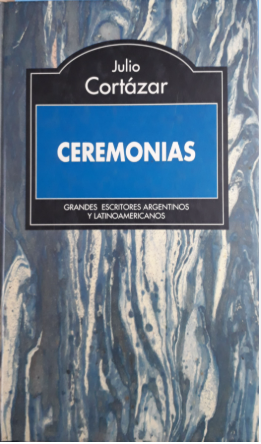 Julio
Cortázar
CEREMONIAS
GRANDES ESCRITORES ARGENTINOS
Y LATINOAMERICANOS